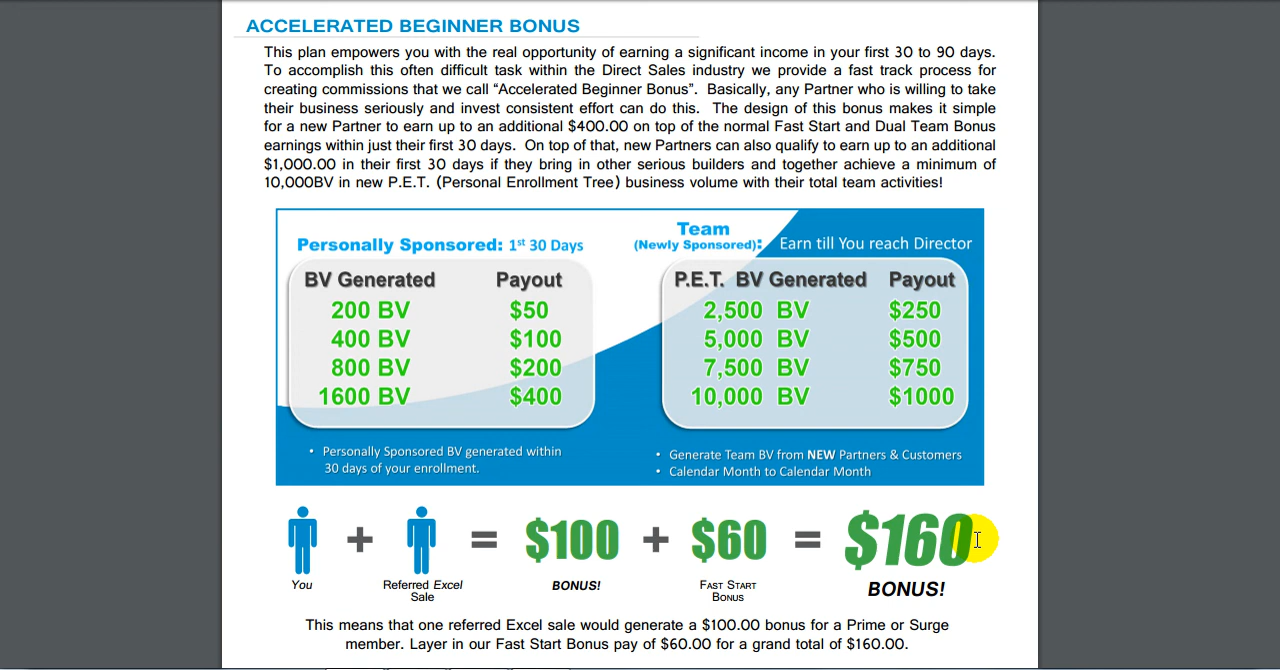 ACCELERATED BEGINNER BONUS
This plan empowers you with the real opportunity of earning a significant income in your first 30 to 90 days.
To accomplish this often difficult task within the Direct Sales industry we provide a fast track process for
creating commissions that we call “Accelerated Beginner Bonus”. Basically, any Partner who is willing to take
their business seriously and invest consistent effort can do this. The design of this bonus makes it simple
for a new Partner to earn up to an additional $400.00 on top of the normal Fast Start and Dual Team Bonus
earnings within just their first 30 days. On top of that, new Partners can also qualify to earn up to an additional
$1,000.00 in their first 30 days if they bring in other serious builders and together achieve a minimum of
10,000BV in new P.E.T. (Personal Enrollment Tree) business volume with their total team activities!
Personally Sponsored: 1st 30 Days
BV Generated Payout
200 BV $50
400 BV $100
800 BV $200
1600 BV $400
• Personally Sponsored BV generated within
30 days of your enrollment.
Team
(Newly Sponsored): Earn till You reach Director
P.E.T. BV Generated Payout
2,500 BV $250
5,000 BV $500
7,500 BV $750
10,000 BV $1000
• Generate Team BV from NEW Partners & Customers
• Calendar Month to Calendar Month
+ = $100 + $60 = $160
You Referred Excel BONUS! FAST START BONUS!
Sale BONUS
This means that one referred Excel sale would generate a $100.00 bonus for a Prime or Surge
member. Layer in our Fast Start Bonus pay of $60.00 for a grand total of $160.00.